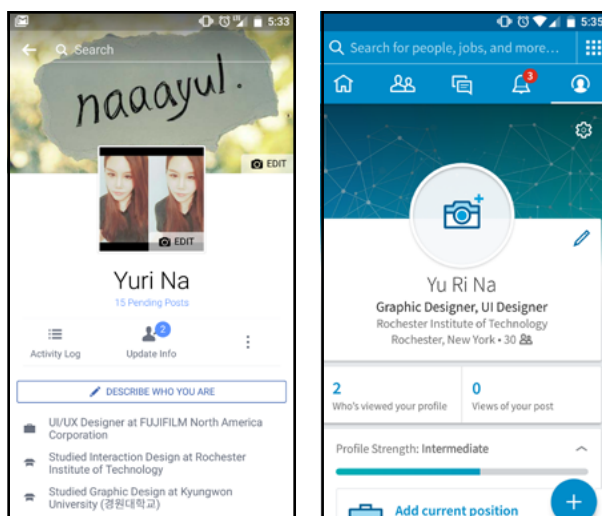 5:33
Search
naaayul.
EDIT
EDIT
Yuri Na
15 Pending Posts
2
Activity Log
Update Info
DESCRIBE WHO YOU ARE
UI/UX Designer at FUJIFILM North America
Corporation
Studied Interaction Design at Rochester
Institute of Technology
Studied Graphic Design at Kyungwon
University (경원대학교)
5:35
Search for people, jobs, and more...
3
Yu Ri Na
Graphic Designer, UI Designer
Rochester Institute of Technology
Rochester, New York • 30
2
Who's viewed your profile
0
Views of your post
Profile Strength: Intermediate
Add current position